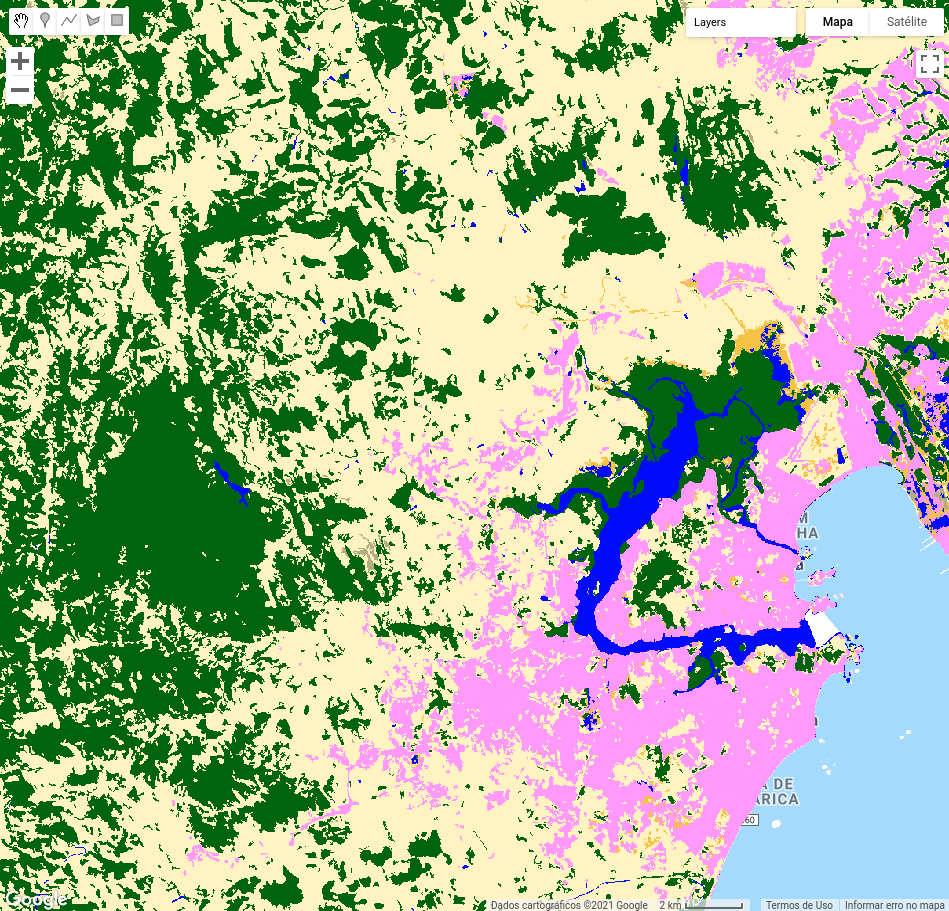 Layers
Mapa
Satélite
M
HA
A DE
ARICA
60
Google
Dados cartográficos ©2021 Google
2 km
Termos de Uso
Informar erro no mapa